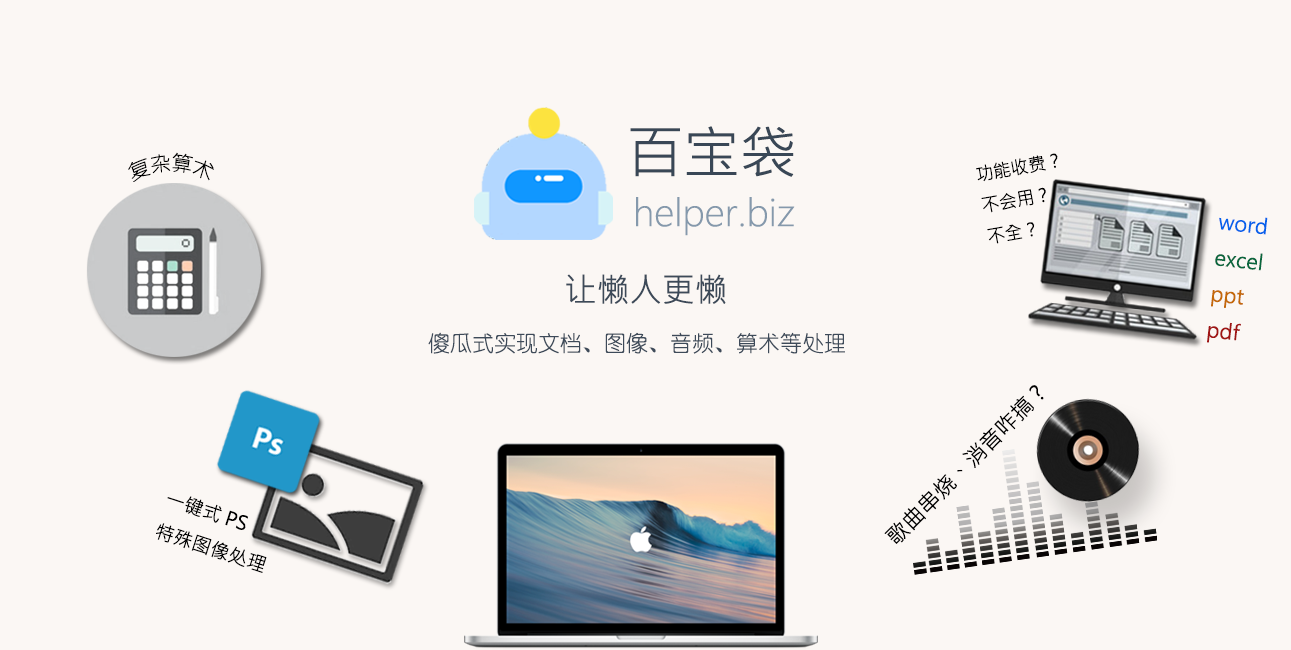 百宝袋
helper.biz
让懒人更懒
傻瓜式实现文档、图像、音频、算术等处理
复杂算术
Ps
一键式 PS
特殊图像处理
功能收费？
不会用？
不全？
word
excel
ppt
pdf
歌曲串烧、消音咋搞？